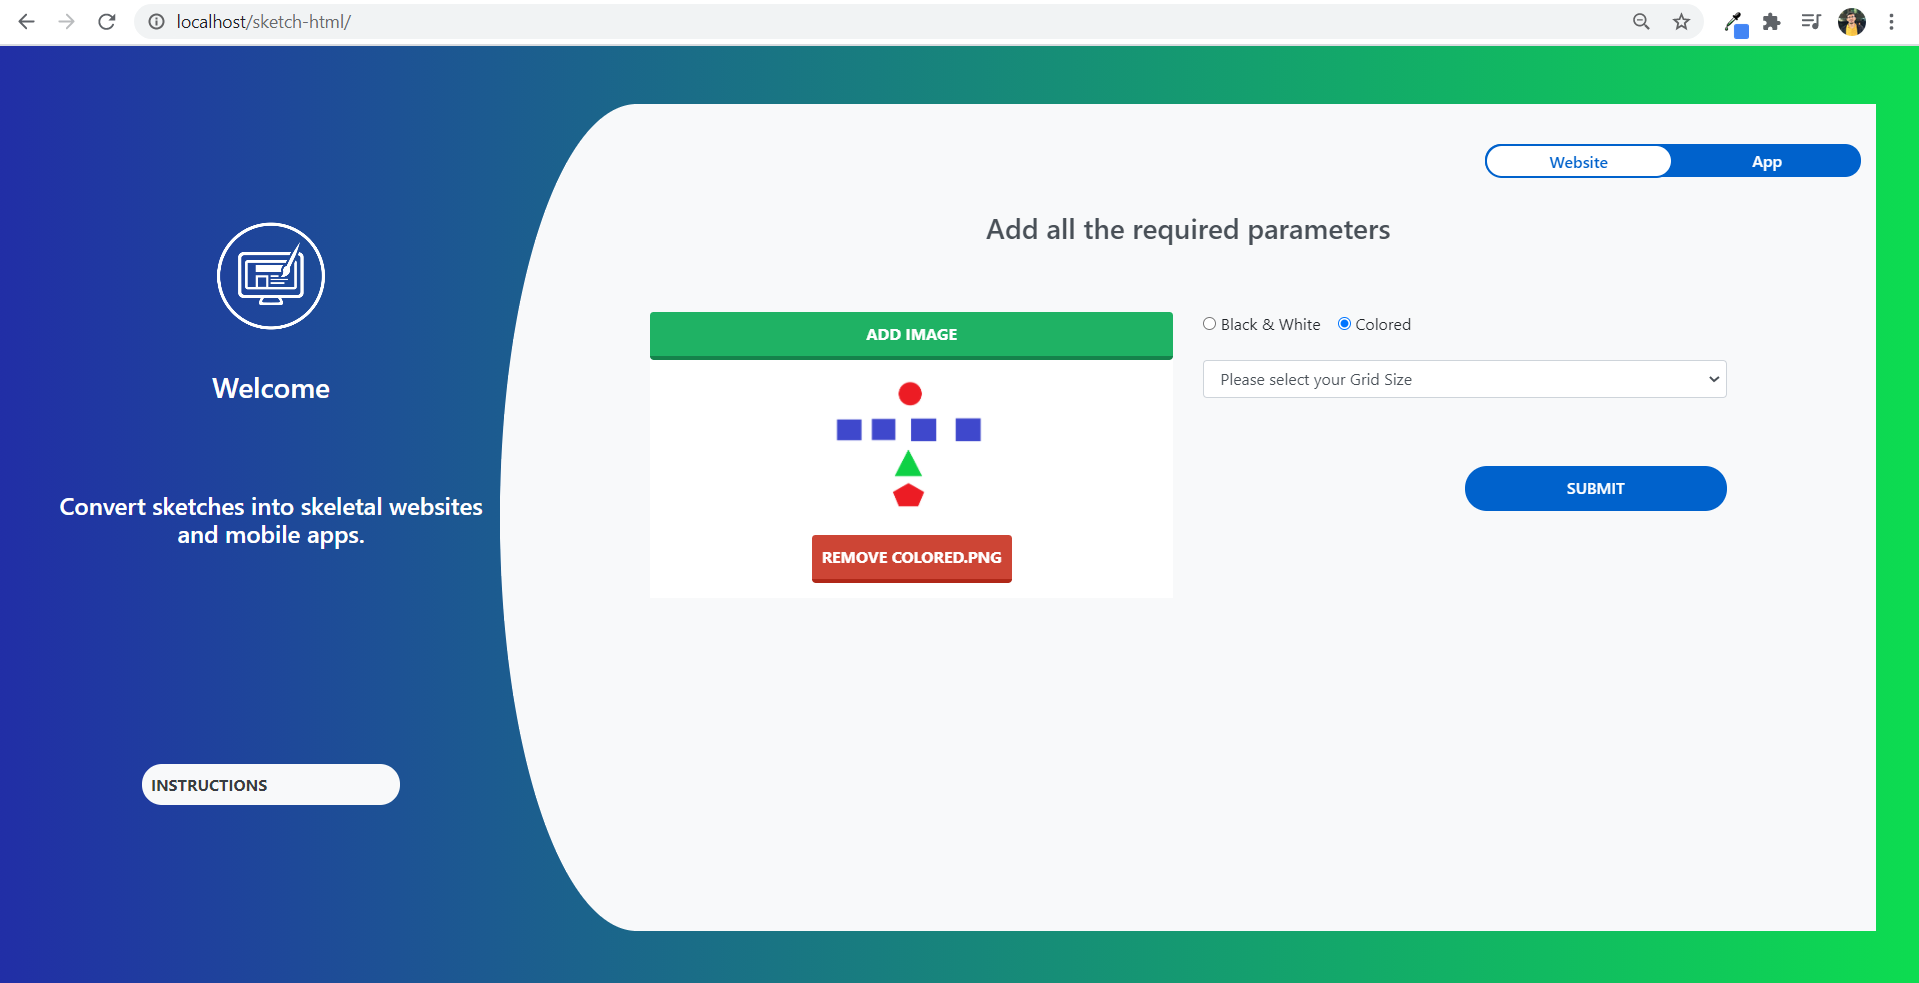 localhost/sketch-html/
Website
App
Add all the required parameters
ADD IMAGE
Black & White
Colored
Please select your Grid Size
SUBMIT
REMOVE COLORED.PNG
Welcome
Convert sketches into skeletal websites
and mobile apps.
INSTRUCTIONS